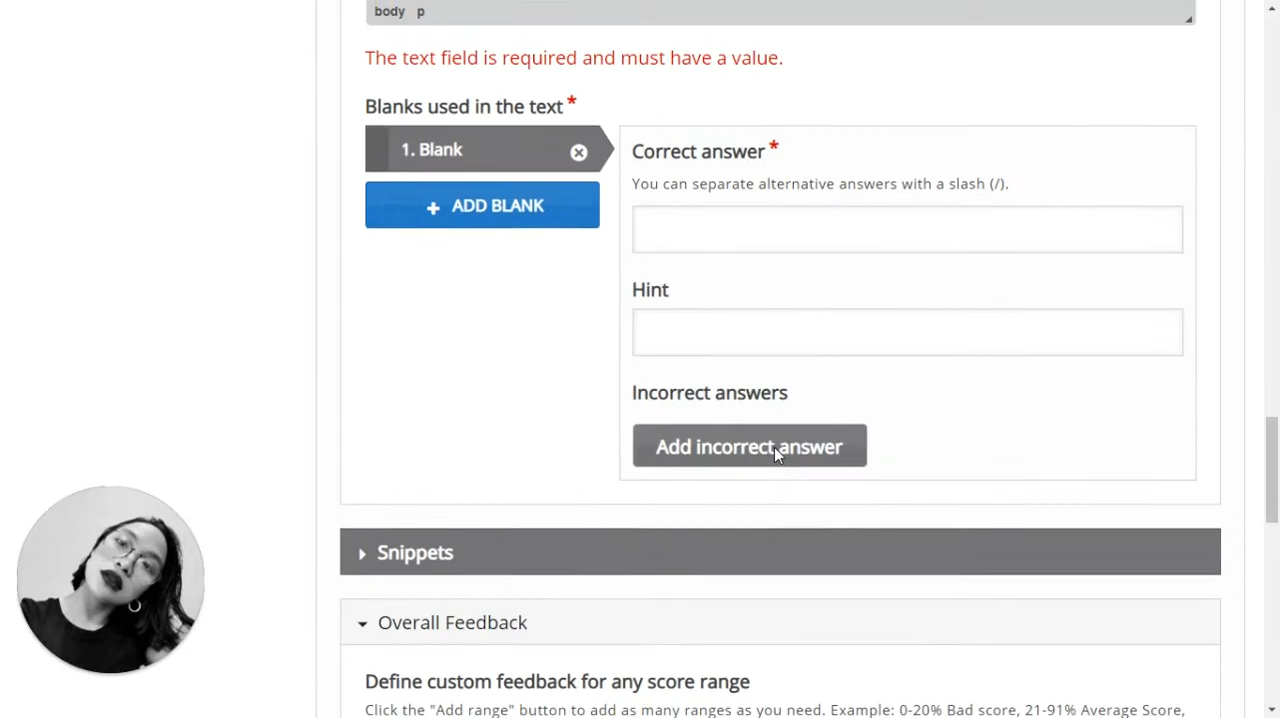 body p
The text field is required and must have a value.
Blanks used in the text *
1. Blank
+ ADD BLANK
Correct answer *
You can separate alternative answers with a slash (/).
Hint
Incorrect answers
Add incorrect answer
Snippets
Overall Feedback
Define custom feedback for any score range
Click the "Add range" button to add as many ranges as you need. Example: 0-20% Bad score, 21-91% Average Score,